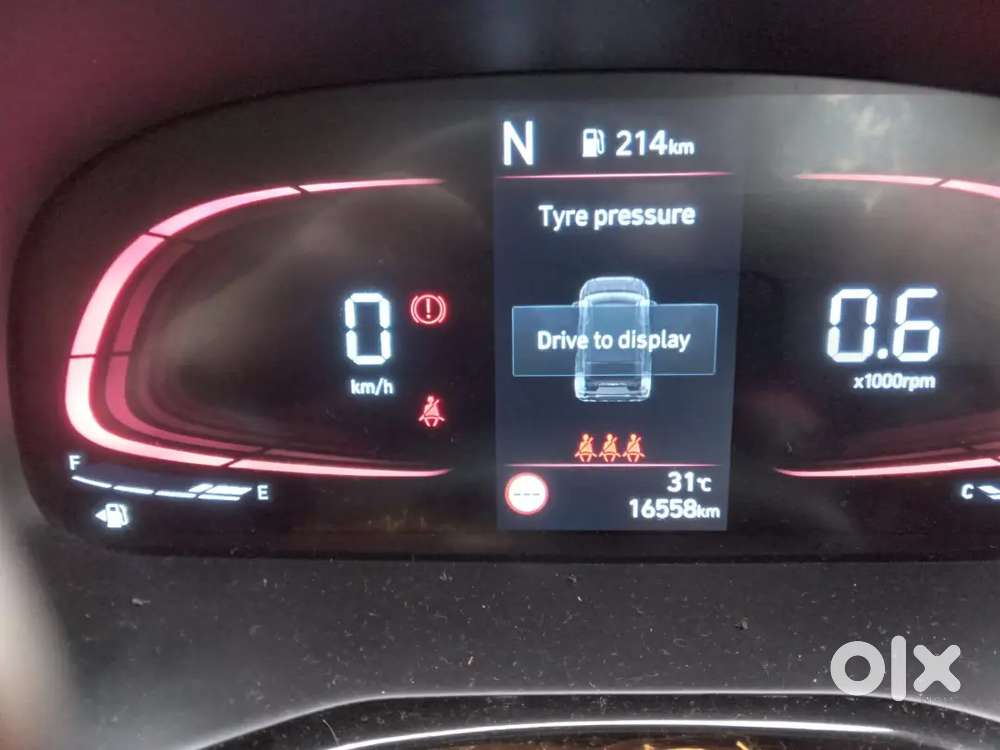 N 214km
Tyre pressure
Drive to display
0
km/h
0.6
x1000rpm
F
E
C
---
31℃
16558km
olx